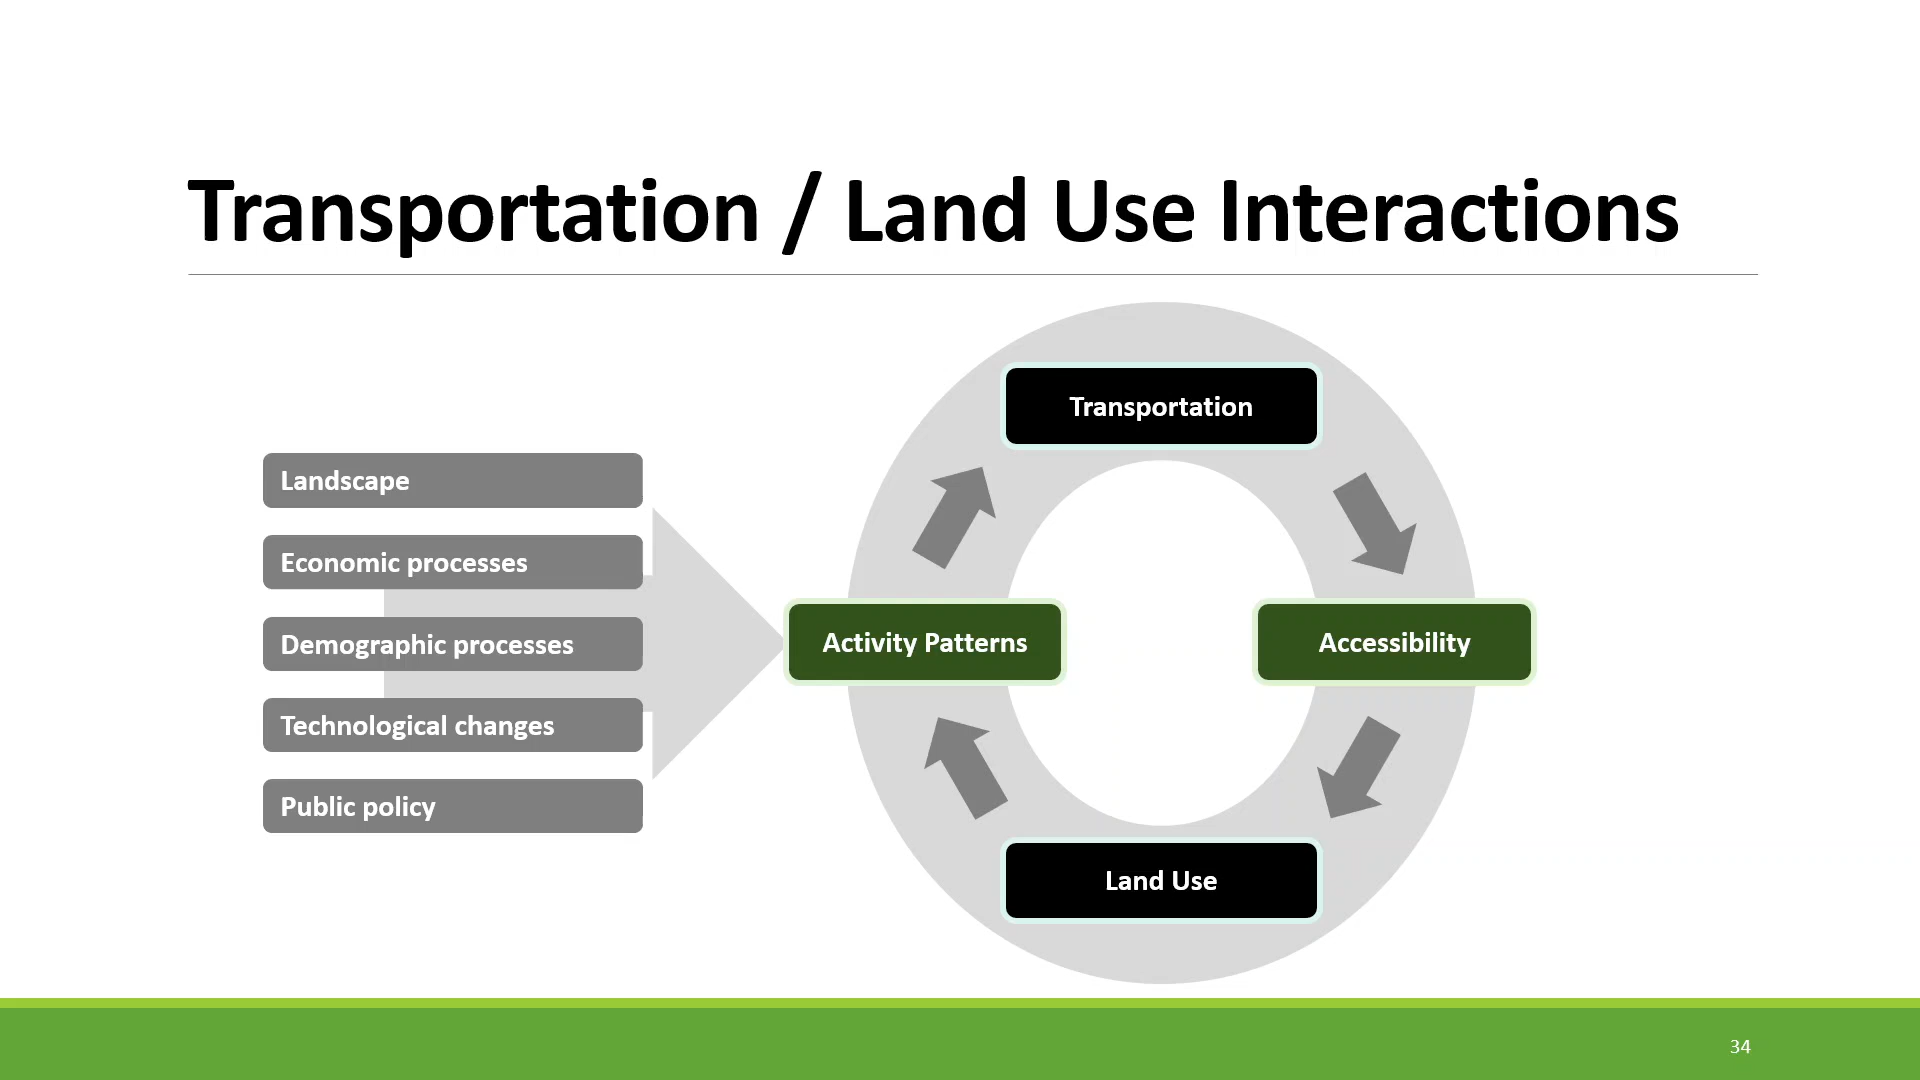 Transportation / Land Use Interactions
Landscape
Economic processes
Demographic processes
Technological changes
Public policy
Transportation
Activity Patterns
Accessibility
Land Use
34